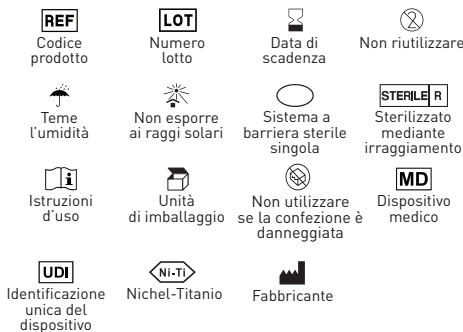 REF
Codice
prodotto
LOT
Numero
lotto
Data di
scadenza
2
Non riutilizzare
Teme
l'umidità
Non esporre
ai raggi solari
Sistema a
barriera sterile
singola
STERILE R
Sterilizzato
mediante
irraggiamento
i
Istruzioni
d'uso
Unità
di imballaggio
Non utilizzare
se la confezione è
danneggiata
MD
Dispositivo
medico
UDI
Identificazione
unica del
dispositivo
Ni-Ti
Nichel-Titanio
Fabbricante